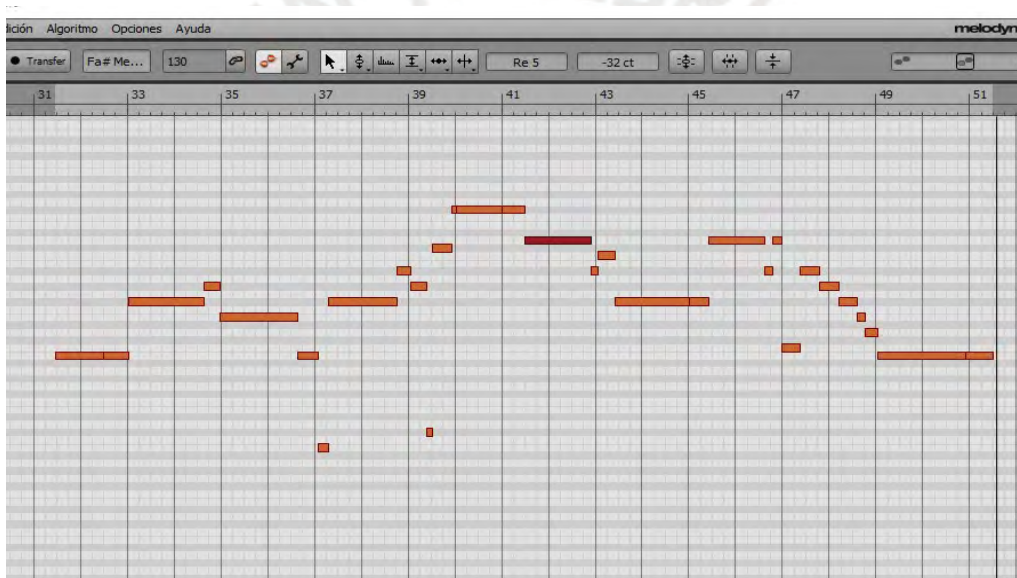 dición Algoritmo Opciones Ayuda melodyn
Transfer Fa# Me... 130 Re 5 -32 ct
31 33 35 37 39 41 43 45 47 49 51